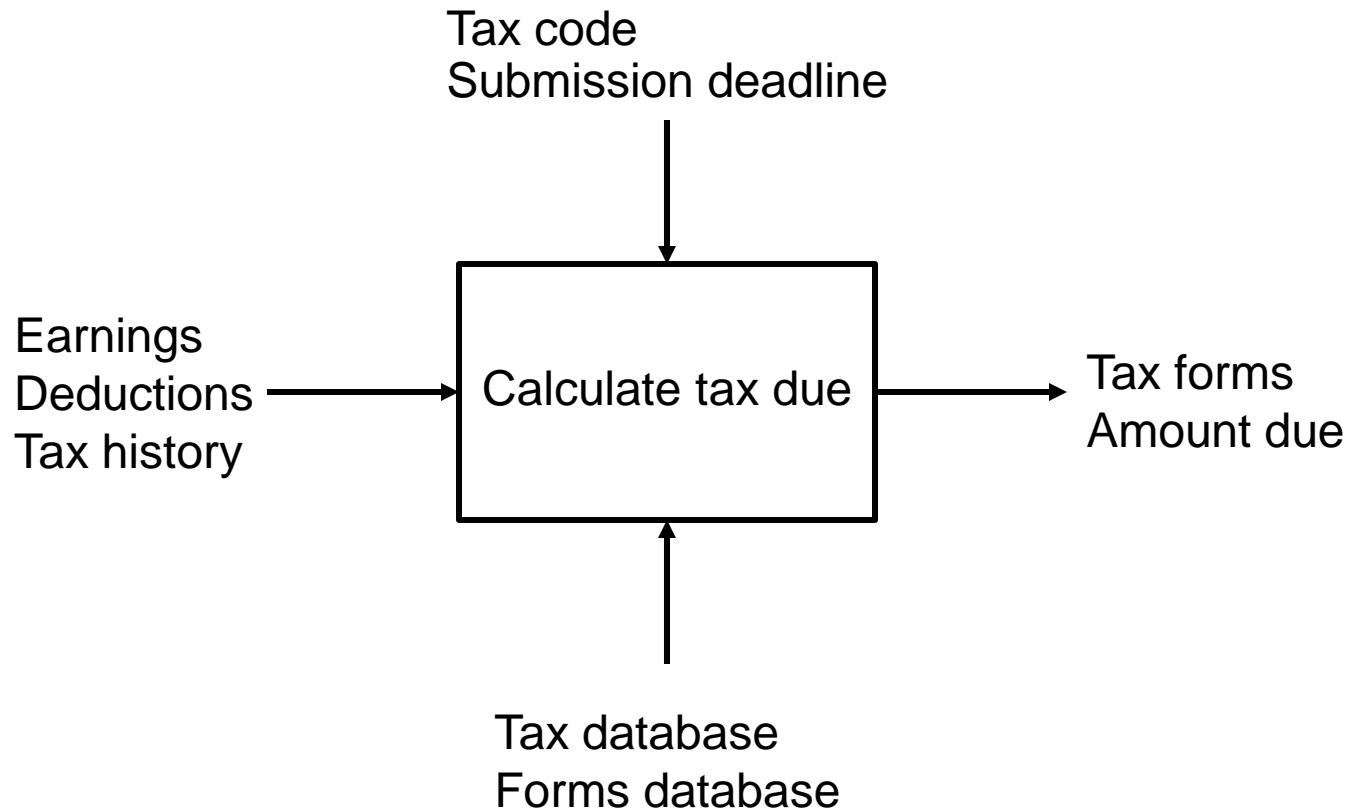 Tax code
Submission deadline
Earnings
Deductions
Tax history
Calculate tax due
Tax forms
Amount due
Tax database
Forms database